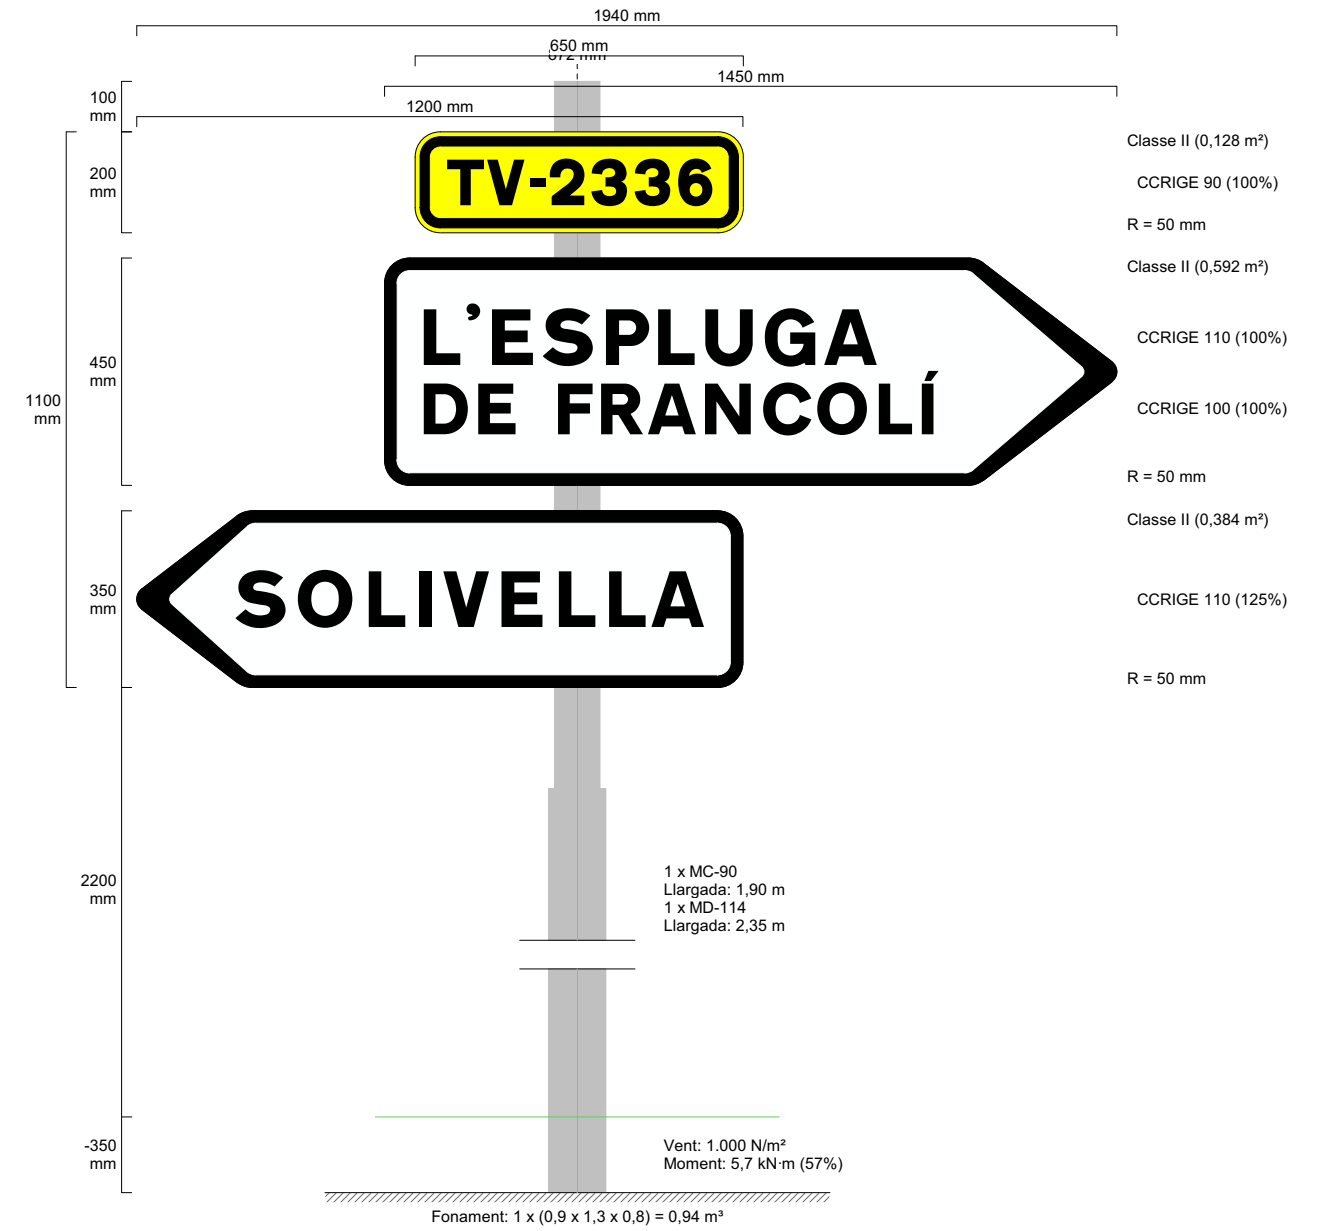 1940 mm
650 mm
872 mm
1450 mm
1200 mm
100 mm
200 mm
TV-2336
Classe II (0,128 m²)
CCRIGE 90 (100%)
R = 50 mm
450 mm
1100 mm
L'ESPLUGA
DE FRANCOLÍ
Classe II (0,592 m²)
CCRIGE 110 (100%)
CCRIGE 100 (100%)
R = 50 mm
350 mm
SOLIVELLA
Classe II (0,384 m²)
CCRIGE 110 (125%)
R = 50 mm
2200 mm
1 x MC-90
Llargada: 1,90 m
1 x MD-114
Llargada: 2,35 m
-350 mm
Vent: 1.000 N/m²
Moment: 5,7 kN·m (57%)
Fonament: 1 x (0,9 x 1,3 x 0,8) = 0,94 m³